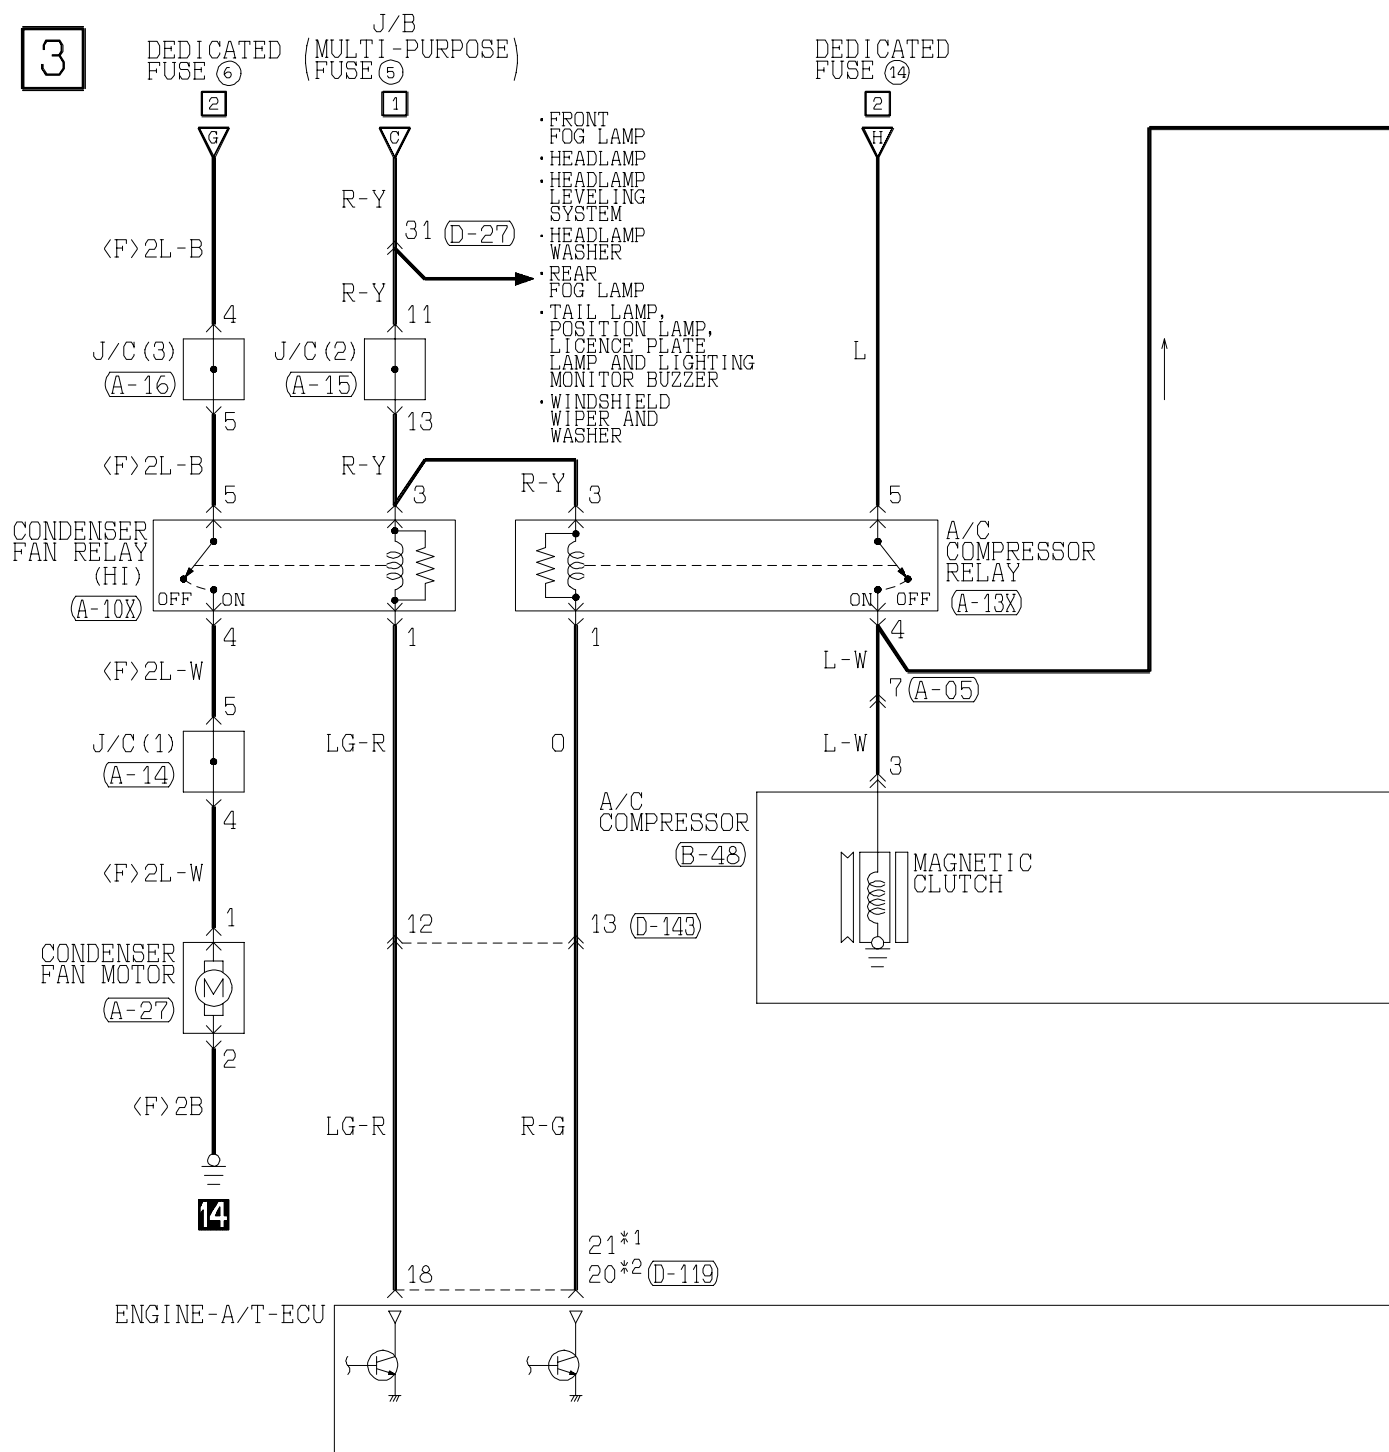 3
DEDICATED
FUSE 6
2
G
J/B
(MULTI-PURPOSE)
FUSE 5
1
C
DEDICATED
FUSE 14
2
H
·FRONT
FOG LAMP
·HEADLAMP
·HEADLAMP
LEVELING
SYSTEM
·HEADLAMP
WASHER
·REAR
FOG LAMP
·TAIL LAMP,
POSITION LAMP,
LICENCE PLATE
LAMP AND LIGHTING
MONITOR BUZZER
·WINDSHIELD
WIPER AND
WASHER
R-Y
31 (D-27)
<F>2L-B
R-Y
4
11
J/C(3)
(A-16)
J/C(2)
(A-15)
L
5
13
<F>2L-B
R-Y
R-Y
5
3
3
5
CONDENSER
FAN RELAY
(HI)
(A-10X)
OFF
ON
A/C
COMPRESSOR
RELAY
(A-13X)
ON
OFF
4
1
1
4
<F>2L-W
L-W
5
7 (A-05)
J/C(1)
(A-14)
LG-R
O
L-W
3
4
A/C
COMPRESSOR
(B-48)
<F>2L-W
MAGNETIC
CLUTCH
1
12
13 (D-143)
CONDENSER
FAN MOTOR
(A-27)
M
2
<F>2B
LG-R
R-G
14
18
21*1
20*2 (D-119)
ENGINE-A/T-ECU